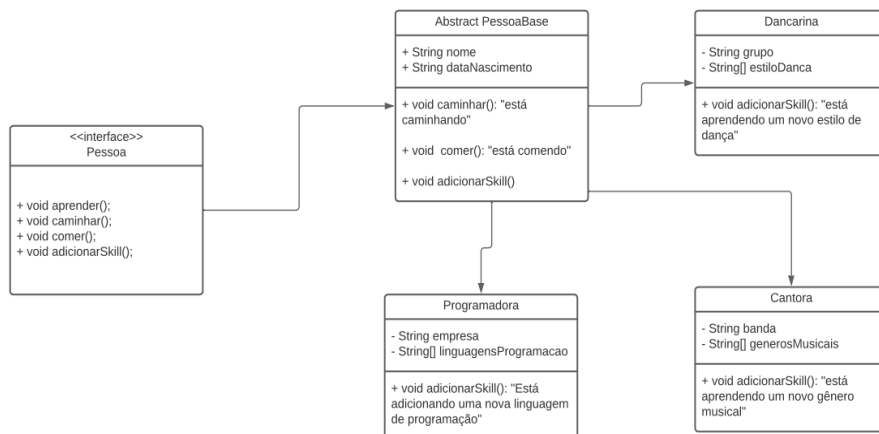 <<interface>>
Pessoa
+ void aprender();
+ void caminhar();
+ void comer();
+ void adicionarSkill();
Abstract PessoaBase
+ String nome
+ String dataNascimento
+ void caminhar(): "está
caminhando"
+ void comer(): "está comendo"
+ void adicionarSkill()
Dancarina
- String grupo
- String[] estiloDanca
+ void adicionarSkill(): "está
aprendendo um novo estilo de
dança"
Programadora
- String empresa
- String[] linguagensProgramacao
+ void adicionarSkill(): "Está
adicionando uma nova linguagem
de programação"
Cantora
- String banda
- String[] generosMusicais
+ void adicionarSkill(): "está
aprendendo um novo gênero
musical"